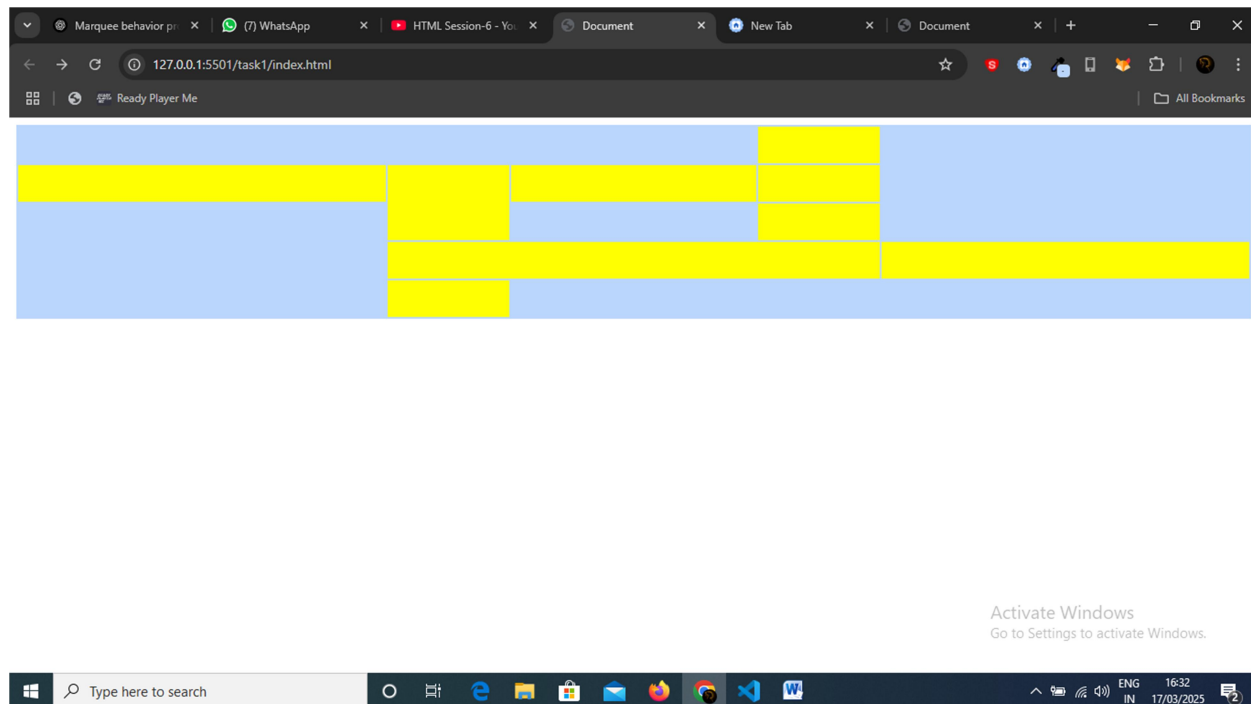 Marquee behavior pr
(7) WhatsApp
HTML Session-6 - You
Document
New Tab
Document
127.0.0.1:5501/task1/index.html
Ready Player Me
All Bookmarks
Activate Windows
Go to Settings to activate Windows.
Type here to search
ENG
IN
16:32
17/03/2025
2